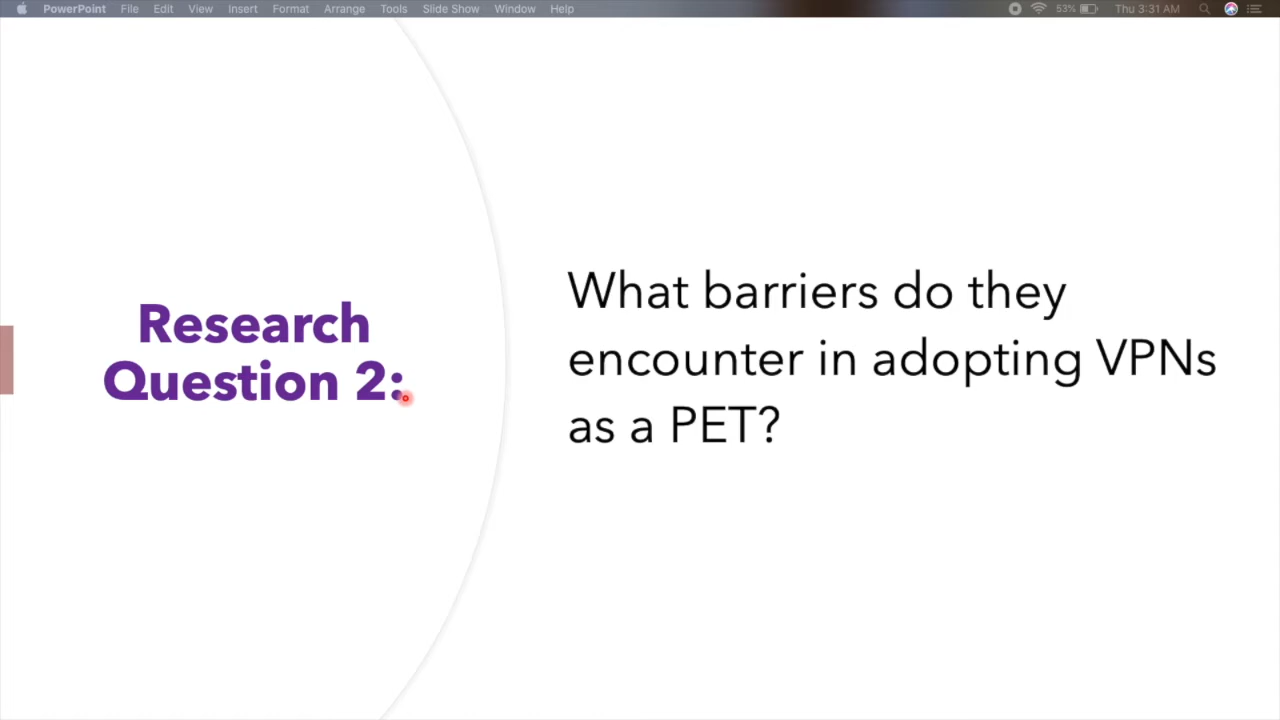 PowerPoint File Edit View Insert Format Arrange Tools Slide Show Window Help 53% Thu 3:31 AM
Research
Question 2:
What barriers do they
encounter in adopting VPNs
as a PET?